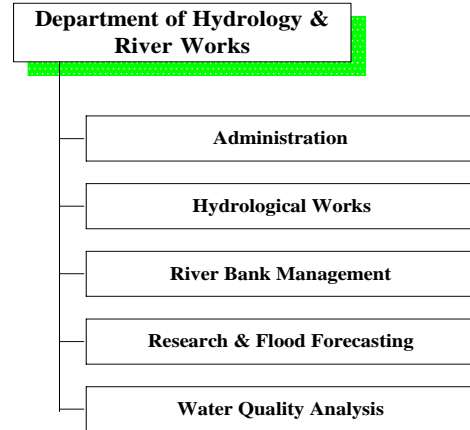 Department of Hydrology &
River Works
Administration
Hydrological Works
River Bank Management
Research & Flood Forecasting
Water Quality Analysis